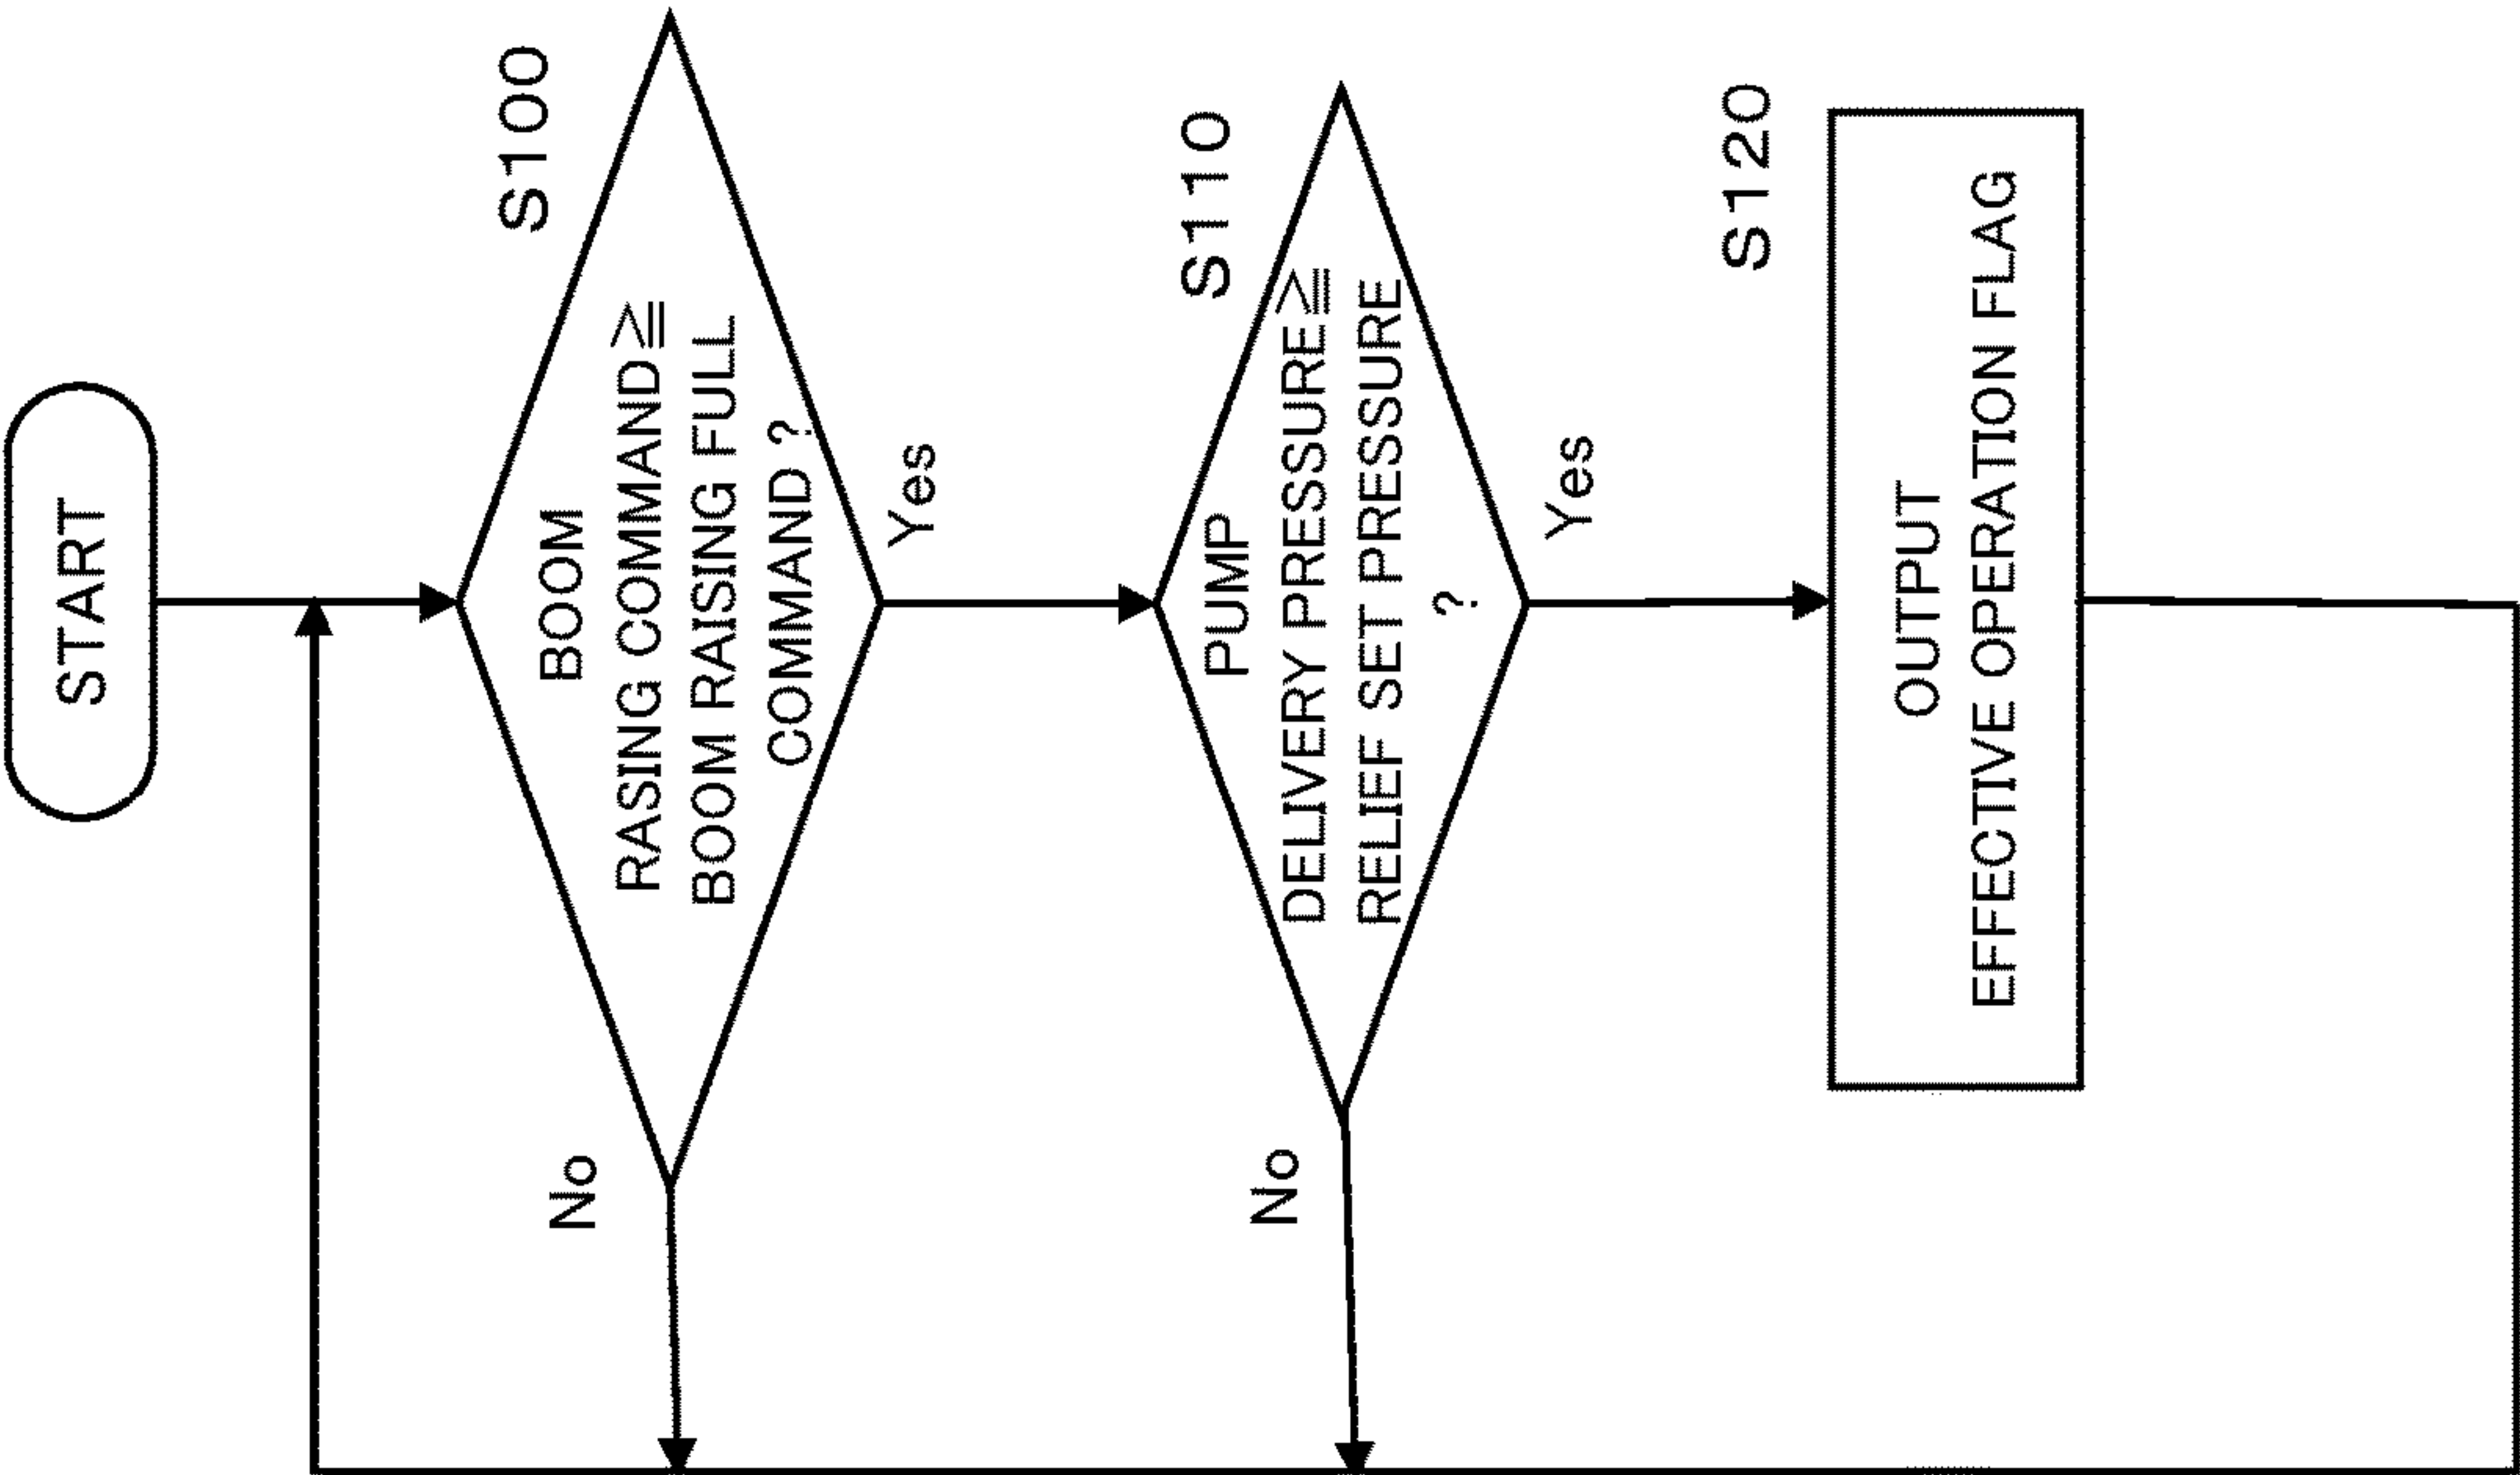 START
S100
BOOM
RASING COMMAND≧
BOOM RAISING FULL
COMMAND ?
No
Yes
S110
PUMP
DELIVERY PRESSURE≧
RELIEF SET PRESSURE
?
No
Yes
S120
OUTPUT
EFFECTIVE OPERATION FLAG